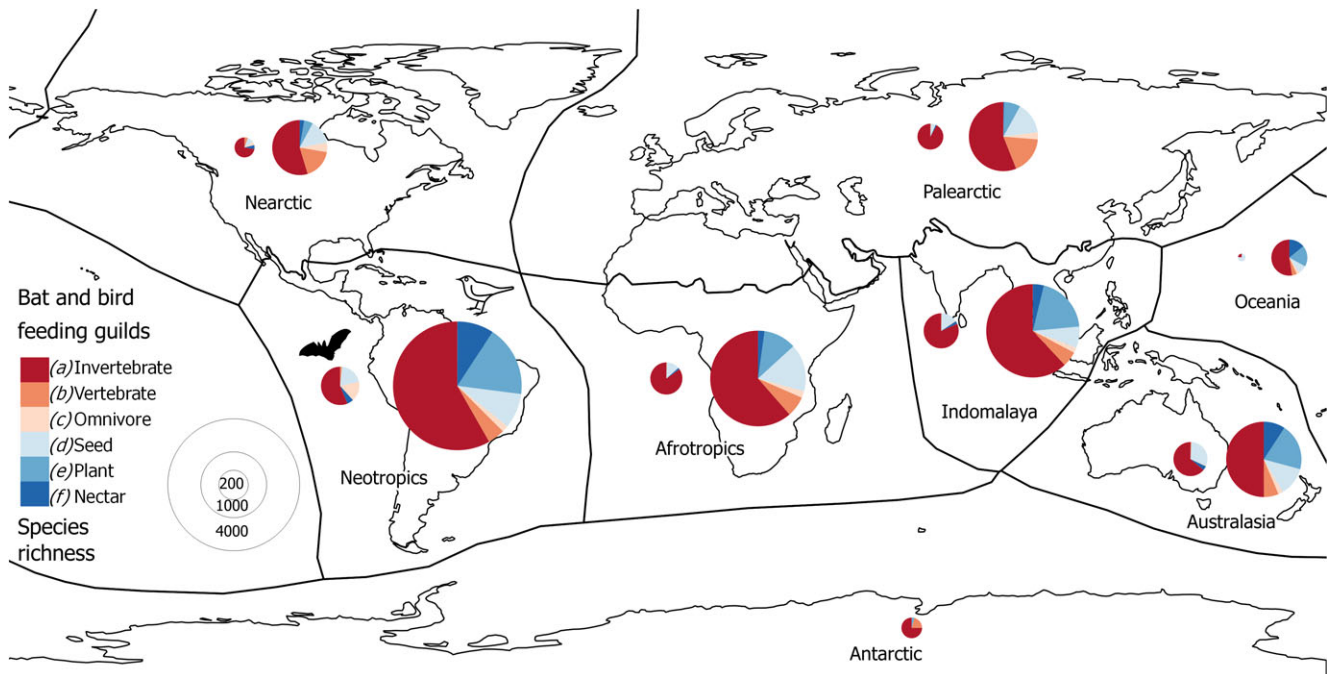 Nearctic
Palearctic
Oceania
Bat and bird
feeding guilds
(a) Invertebrate
(b) Vertebrate
(c) Omnivore
(d) Seed
(e) Plant
(f) Nectar
Species
richness
200
1000
4000
Neotropics
Afrotropics
Indomalaya
Australasia
Antarctic